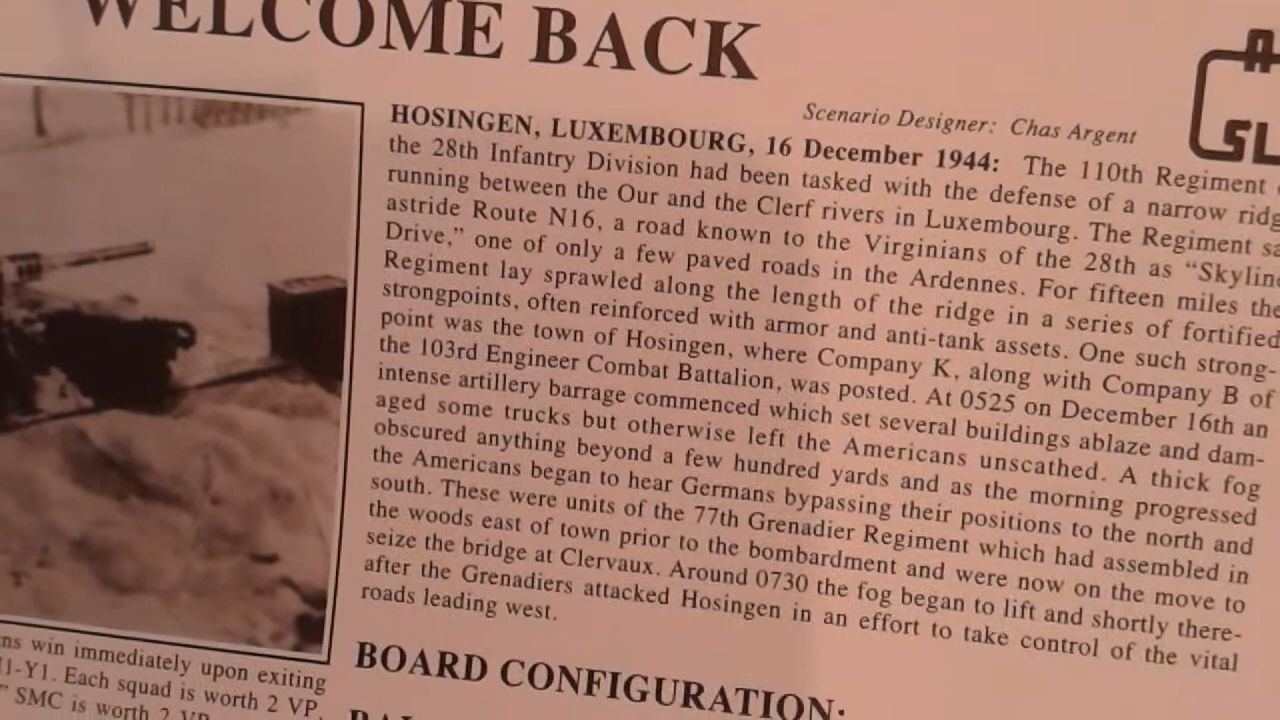 WELCOME BACK
Scenario Designer: Chas Argent
HOSINGEN, LUXEMBOURG, 16 December 1944: The 110th Regiment
the 28th Infantry Division had been tasked with the defense of a narrow ridg
running between the Our and the Clerf rivers in Luxembourg. The Regiment sa
astride Route N16, a road known to the Virginians of the 28th as “Skylin
Drive,” one of only a few paved roads in the Ardennes. For fifteen miles the
Regiment lay sprawled along the length of the ridge in a series of fortified
strongpoints, often reinforced with armor and anti-tank assets. One such strong-
point was the town of Hosingen, where Company K, along with Company B of
the 103rd Engineer Combat Battalion, was posted. At 0525 on December 16th an
intense artillery barrage commenced which set several buildings ablaze and dam-
aged some trucks but otherwise left the Americans unscathed. A thick fog
obscured anything beyond a few hundred yards and as the morning progressed
the Americans began to hear Germans bypassing their positions to the north and
south. These were units of the 77th Grenadier Regiment which had assembled in
the woods east of town prior to the bombardment and were now on the move to
seize the bridge at Clervaux. Around 0730 the fog began to lift and shortly there-
after the Grenadiers attacked Hosingen in an effort to take control of the vital
roads leading west.
BOARD CONFIGURATION:
ns win immediately upon exiting
I1-Y1. Each squad is worth 2 VP,
” SMC is worth 2 VP
A
SL